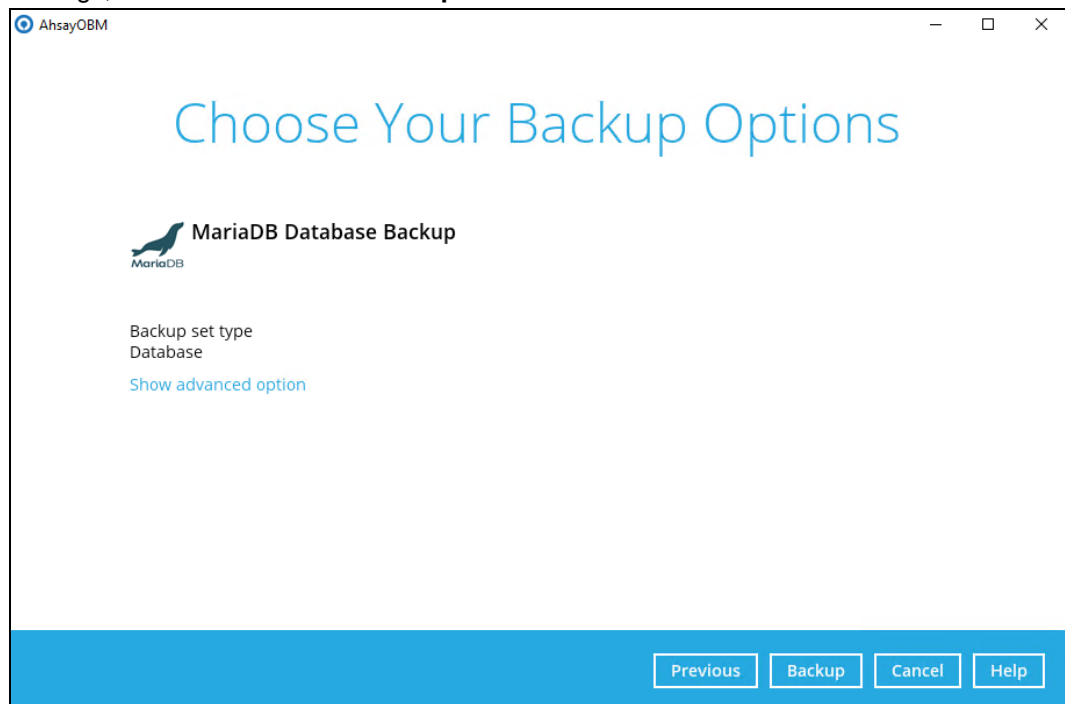 AhsayOBM
Choose Your Backup Options
MariaDB Database Backup
MariaDB
Backup set type
Database
Show advanced option
Previous Backup Cancel Help